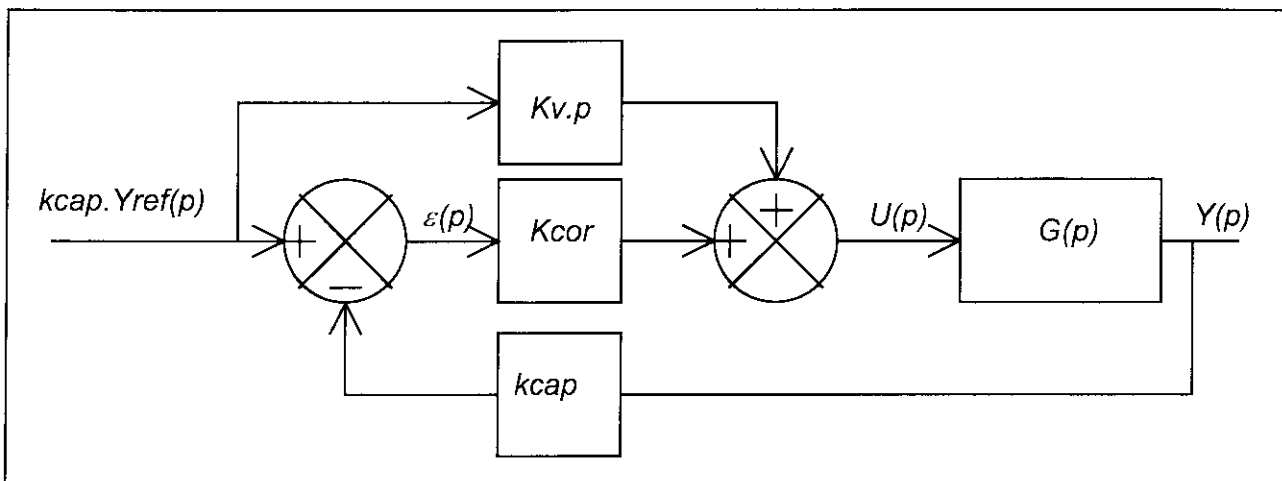 Kv.p
kcap.Yref(p)
ε(p)
Kcor
U(p)
G(p)
Y(p)
+
+
+
—
kcap